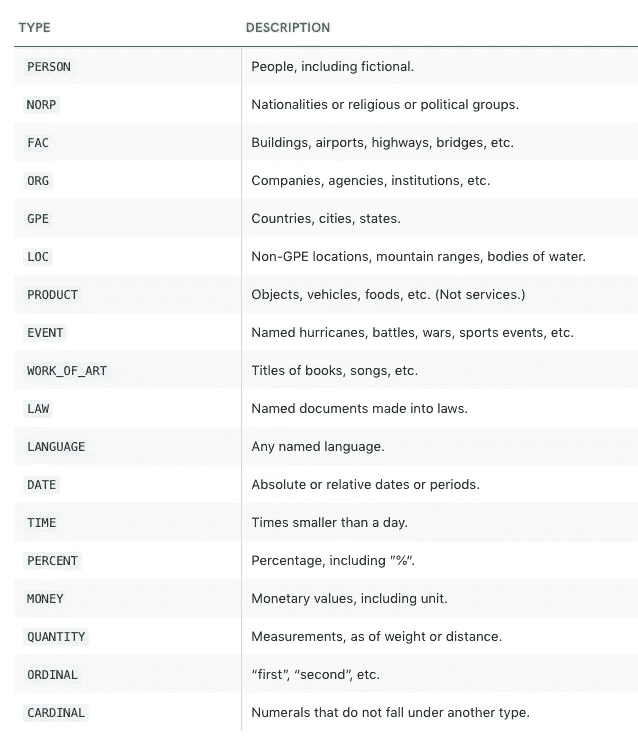 TYPE DESCRIPTION
PERSON People, including fictional.
NORP Nationalities or religious or political groups.
FAC Buildings, airports, highways, bridges, etc.
ORG Companies, agencies, institutions, etc.
GPE Countries, cities, states.
LOC Non-GPE locations, mountain ranges, bodies of water.
PRODUCT Objects, vehicles, foods, etc. (Not services.)
EVENT Named hurricanes, battles, wars, sports events, etc.
WORK_OF_ART Titles of books, songs, etc.
LAW Named documents made into laws.
LANGUAGE Any named language.
DATE Absolute or relative dates or periods.
TIME Times smaller than a day.
PERCENT Percentage, including ”%“.
MONEY Monetary values, including unit.
QUANTITY Measurements, as of weight or distance.
ORDINAL “first”, “second”, etc.
CARDINAL Numerals that do not fall under another type.